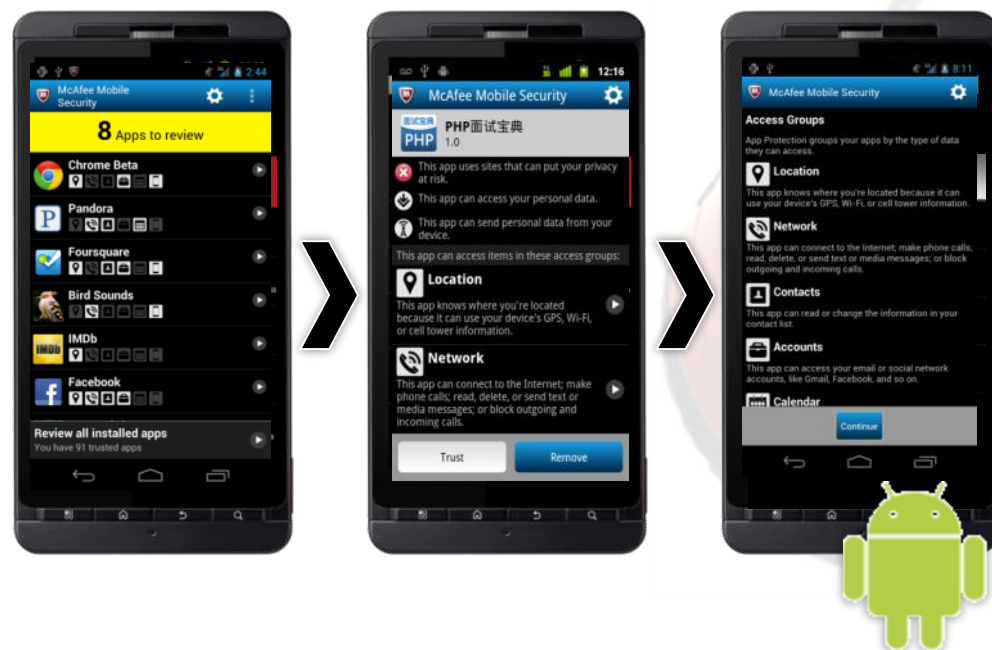 2:44
McAfee Mobile
Security
8 Apps to review
Chrome Beta
Pandora
P
Foursquare
Bird Sounds
IMDb
IMDb
Facebook
f
Review all installed apps
You have 91 trusted apps
12:16
McAfee Mobile Security
面试宝典
PHP
PHP面试宝典
1.0
This app uses sites that can put your privacy
at risk.
This app can access your personal data.
This app can send personal data from your
device.
This app can access items in these access groups:
Location
This app knows where you're located
because it can use your device's GPS, Wi-Fi,
or cell tower information.
Network
This app can connect to the Internet; make
phone calls; read, delete, or send text or
media messages; or block outgoing and
incoming calls.
Trust
Remove
8:11
McAfee Mobile Security
Access Groups
App Protection groups your apps by the type of data
they can access.
Location
This app knows where you're located because it can
use your device's GPS, Wi-Fi, or cell tower information.
Network
This app can connect to the Internet; make phone calls;
read, delete, or send text or media messages; or block
outgoing and incoming calls.
Contacts
This app can read or change the information in your
contact list.
Accounts
This app can access your email or social network
accounts, like Gmail, Facebook, and so on.
Calendar
Continue